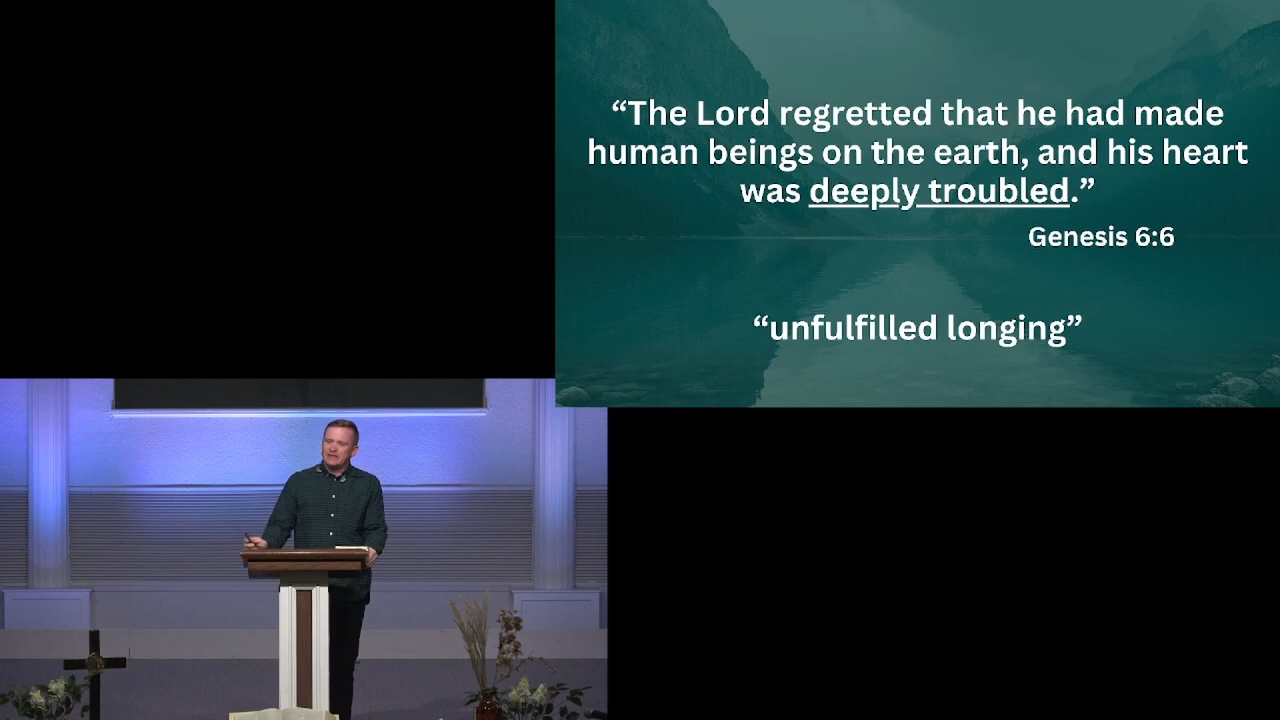 “The Lord regretted that he had made
human beings on the earth, and his heart
was deeply troubled.”
Genesis 6:6
“unfulfilled longing”